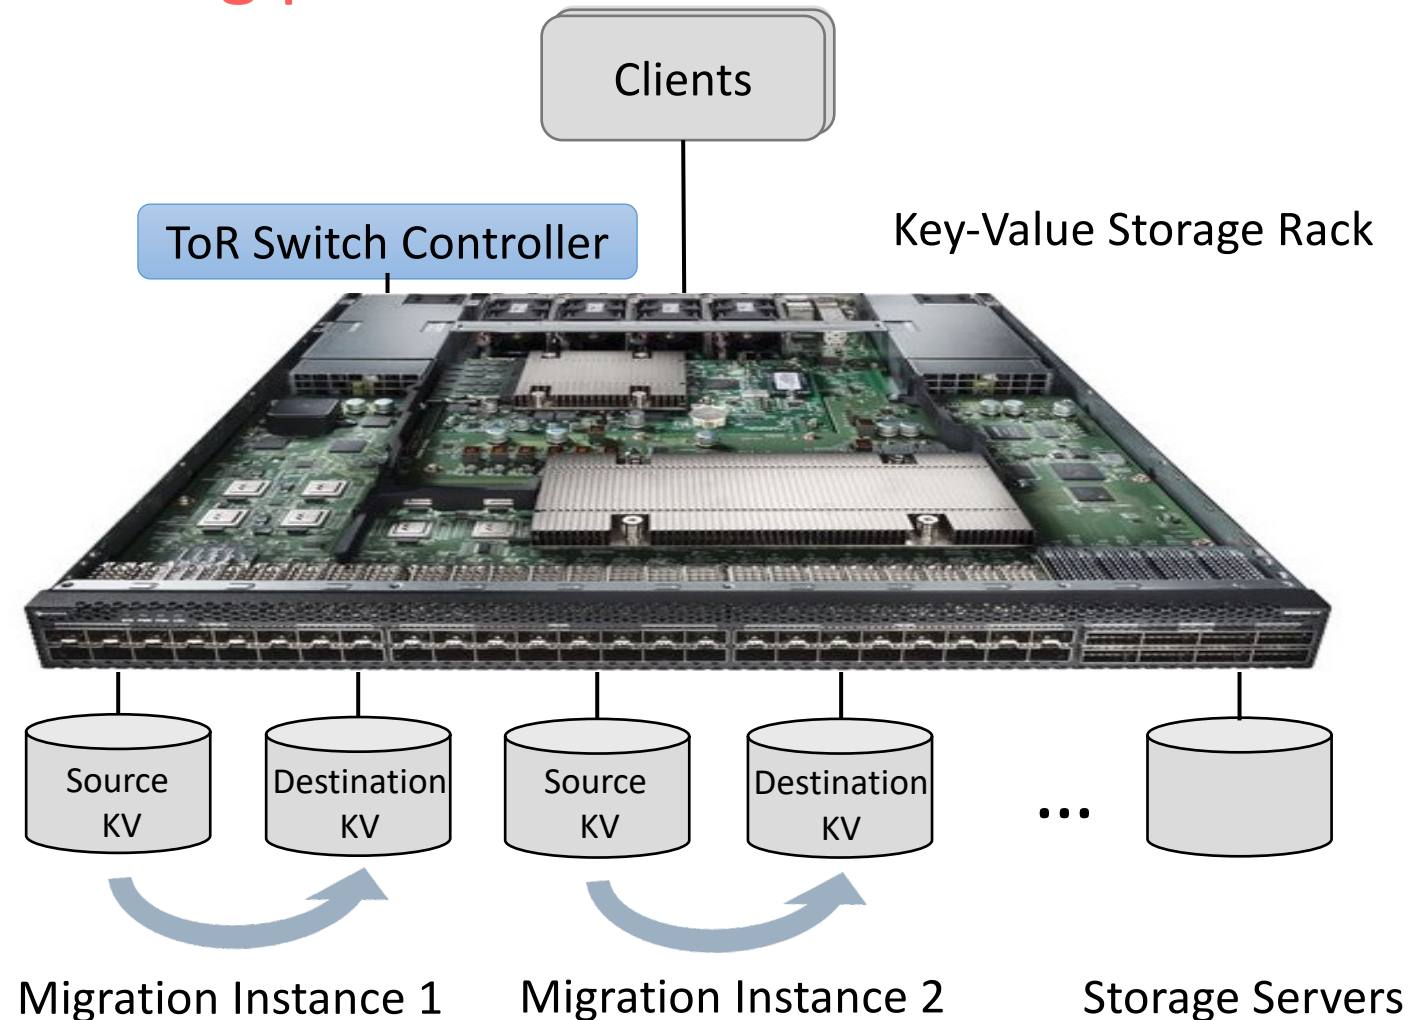 Clients
ToR Switch Controller
Key-Value Storage Rack
Source
KV
Destination
KV
Source
KV
Destination
KV
...
Migration Instance 1
Migration Instance 2
Storage Servers